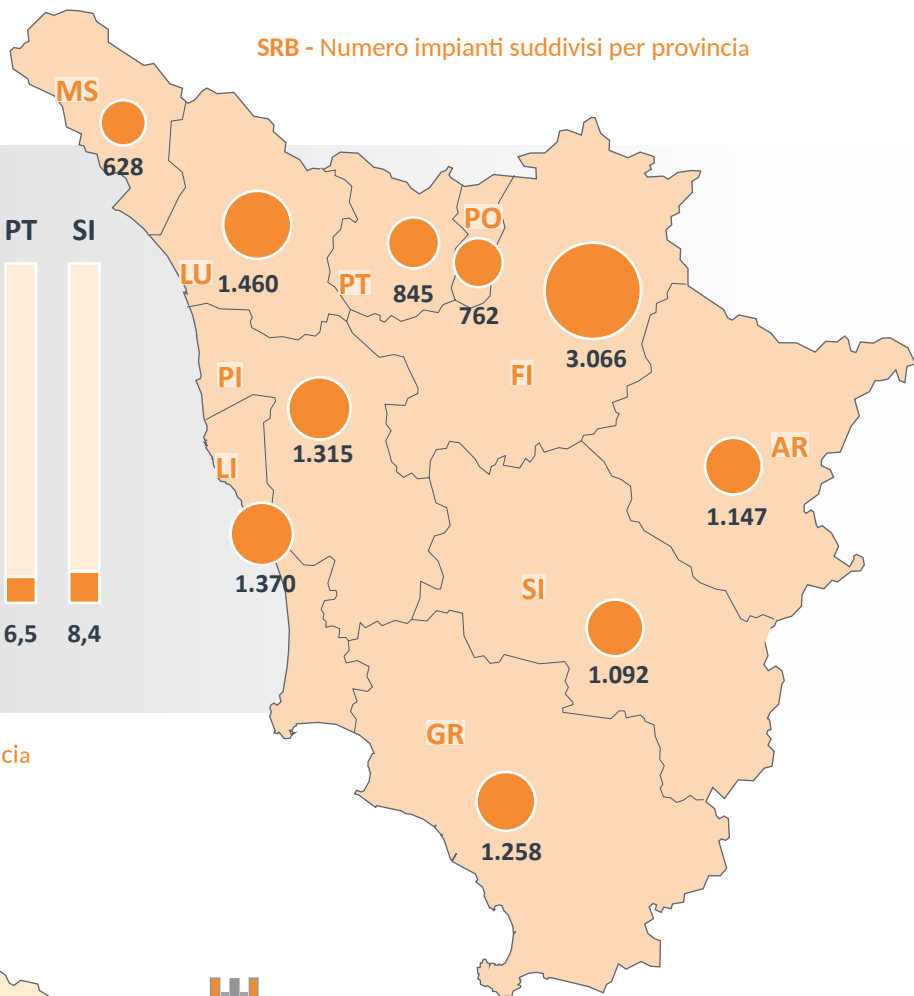 SRB - Numero impianti suddivisi per provincia
MS
628
PT SI
6,5 8,4
LU
1.460
PT
845
PO
762
FI
3.066
PI
1.315
LI
1.370
AR
1.147
SI
1.092
GR
1.258
cia